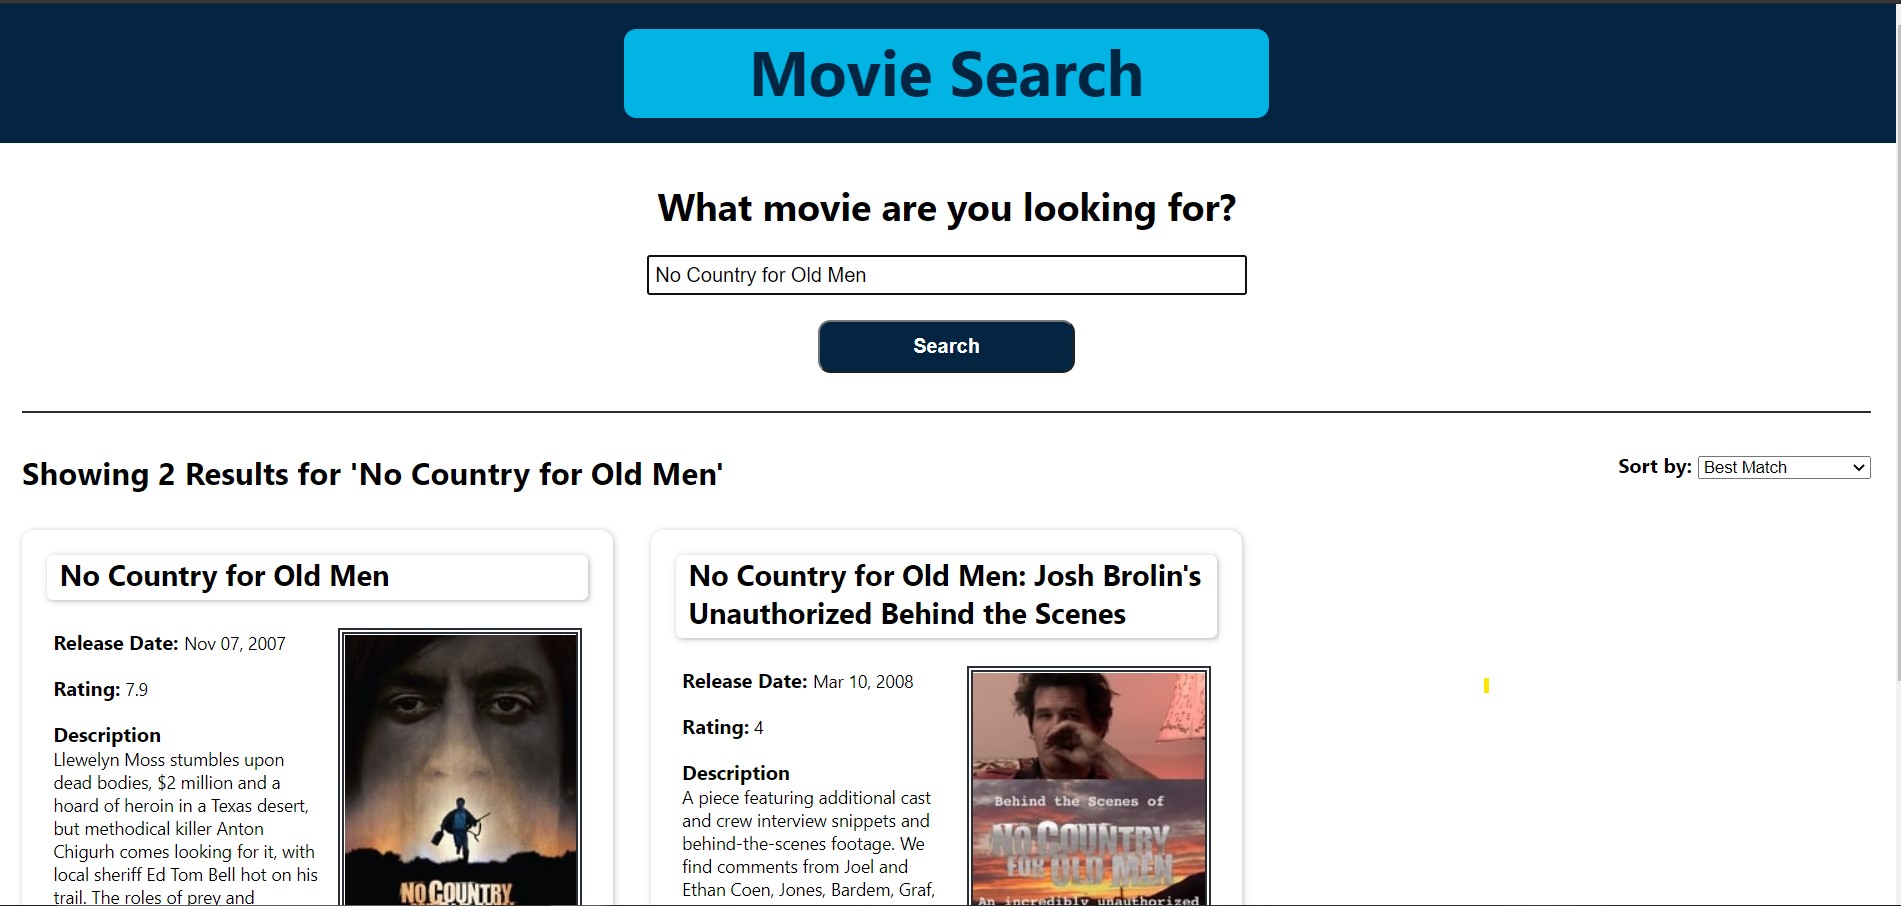 Movie Search
What movie are you looking for?
No Country for Old Men
Search
Showing 2 Results for 'No Country for Old Men'
Sort by: Best Match
No Country for Old Men
Release Date: Nov 07, 2007
Rating: 7.9
Description
Llewelyn Moss stumbles upon
dead bodies, $2 million and a
hoard of heroin in a Texas desert,
but methodical killer Anton
Chigurh comes looking for it, with
local sheriff Ed Tom Bell hot on his
trail. The roles of prey and
NO COUNTRY
No Country for Old Men: Josh Brolin's
Unauthorized Behind the Scenes
Release Date: Mar 10, 2008
Rating: 4
Description
A piece featuring additional cast
and crew interview snippets and
behind-the-scenes footage. We
find comments from Joel and
Ethan Coen, Jones, Bardem, Graf,
Behind the Scenes of
NO COUNTRY
FOR OLD MEN
An incredibly unauthorized